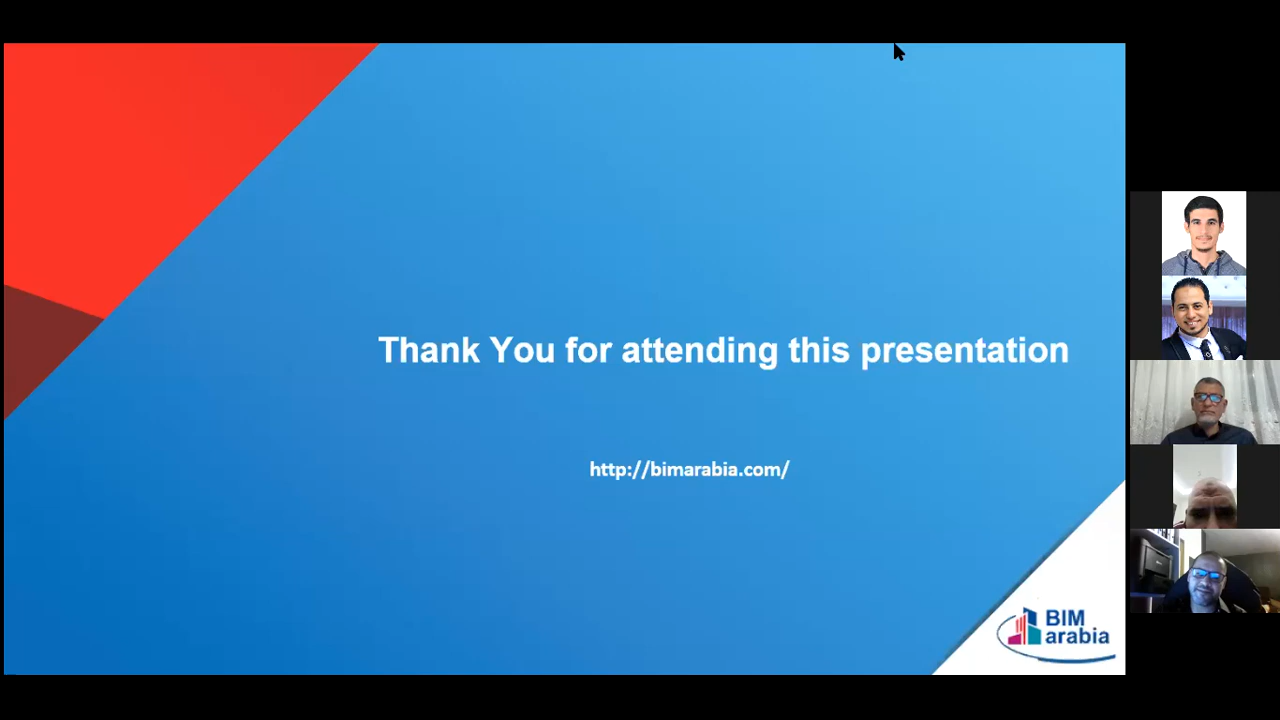 Thank You for attending this presentation
http://bimarabia.com/
BIM
arabia